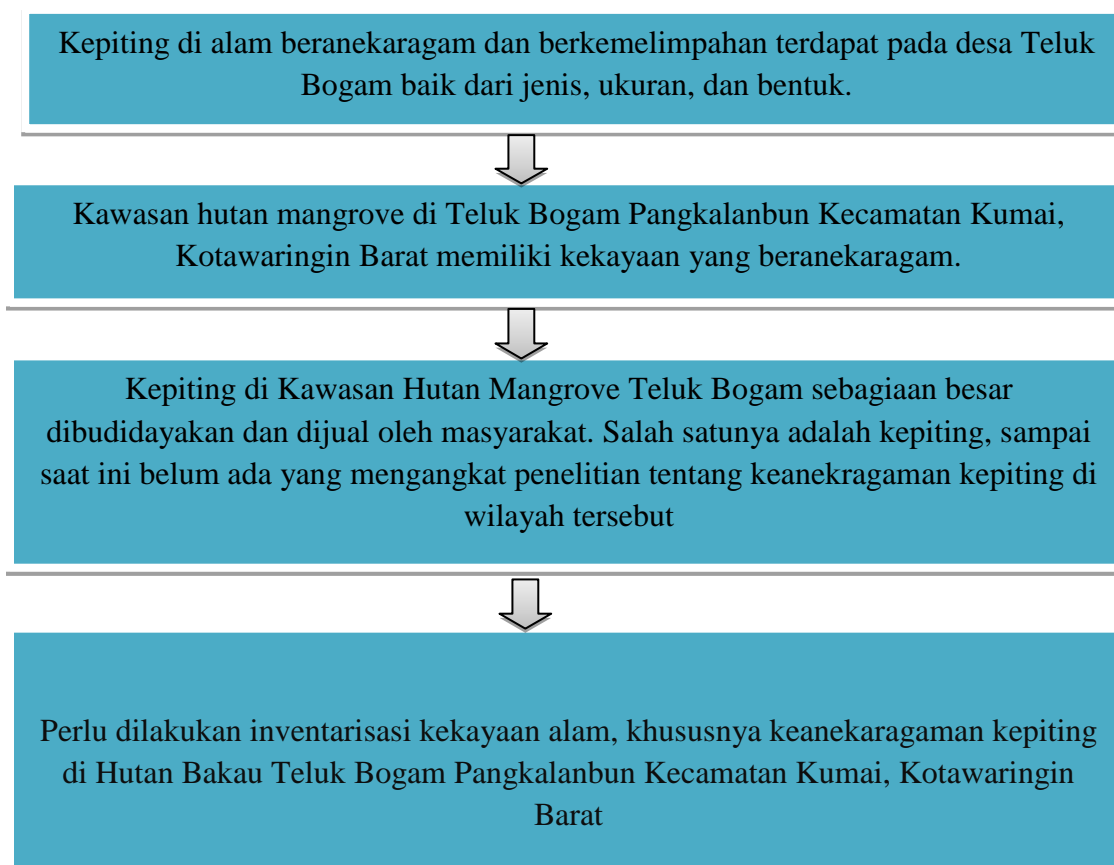 Kepiting di alam beranekaragam dan berkemelimpahan terdapat pada desa Teluk
Bogam baik dari jenis, ukuran, dan bentuk.
Kawasan hutan mangrove di Teluk Bogam Pangkalanbun Kecamatan Kumai,
Kotawaringin Barat memiliki kekayaan yang beranekaragam.
Kepiting di Kawasan Hutan Mangrove Teluk Bogam sebagiaan besar
dibudidayakan dan dijual oleh masyarakat. Salah satunya adalah kepiting, sampai
saat ini belum ada yang mengangkat penelitian tentang keanekragaman kepiting di
wilayah tersebut
Perlu dilakukan inventarisasi kekayaan alam, khususnya keanekaragaman kepiting
di Hutan Bakau Teluk Bogam Pangkalanbun Kecamatan Kumai, Kotawaringin
Barat